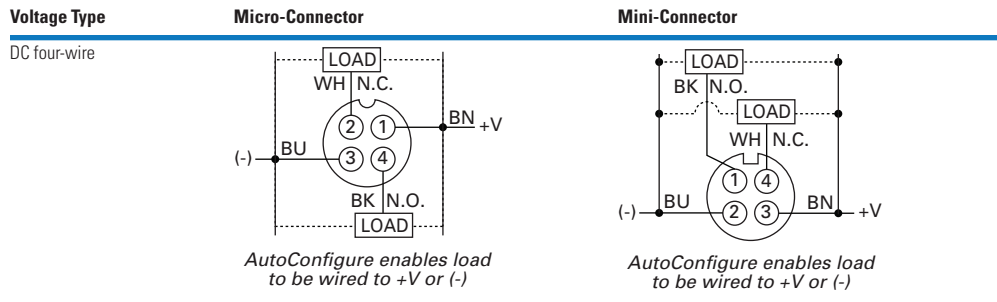 Voltage Type Micro-Connector Mini-Connector
DC four-wire
LOAD
WH N.C.
2 1
BN +V
(-) BU
3 4
BK N.O.
LOAD
AutoConfigure enables load
to be wired to +V or (-)
LOAD
BK N.O.
LOAD
WH N.C.
1 4
(-) BU
2 3
BN +V
AutoConfigure enables load
to be wired to +V or (-)